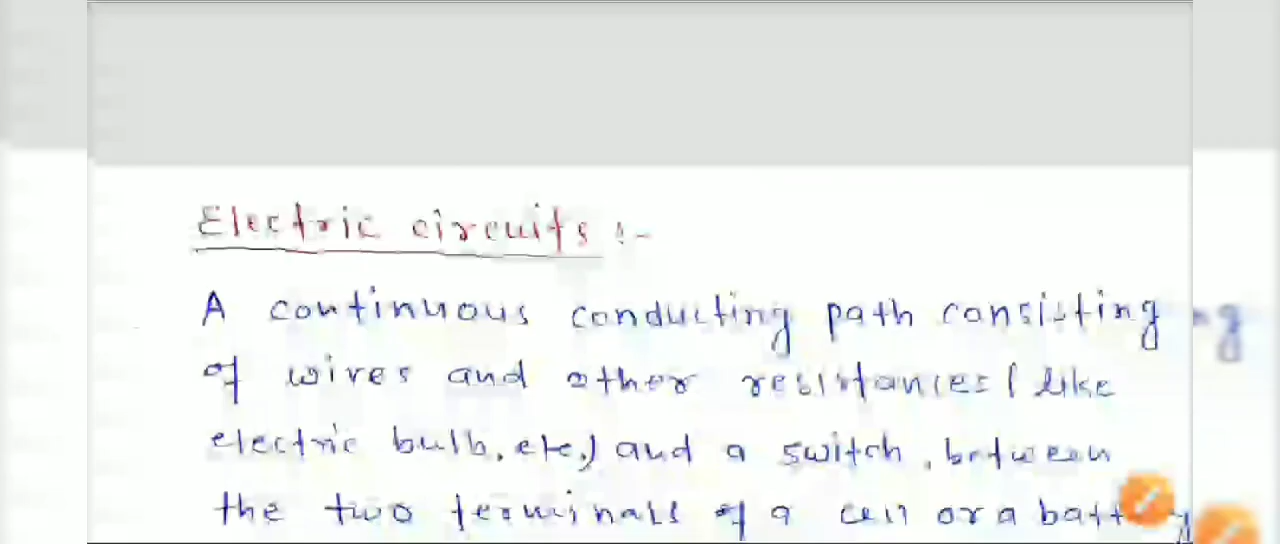 Electric circuits :-
A continuous conducting path consisting
of wires and other resistances (like
electric bulb, etc.) and a switch, between
the two terminals of a cell or a